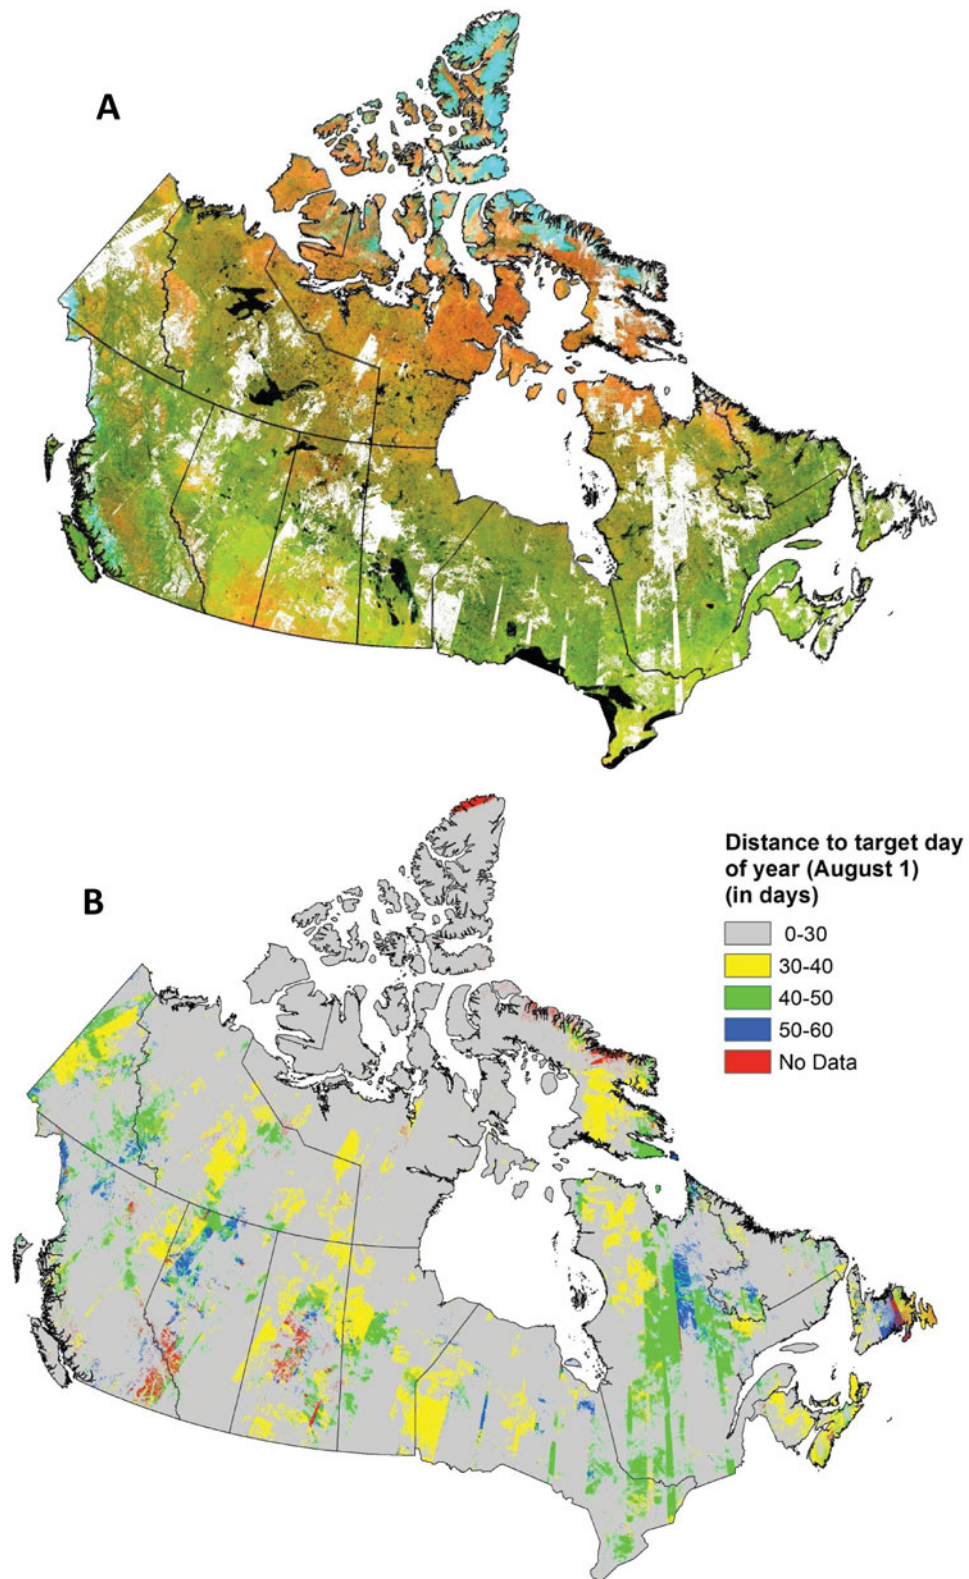 A
B
Distance to target day
of year (August 1)
(in days)
0-30
30-40
40-50
50-60
No Data